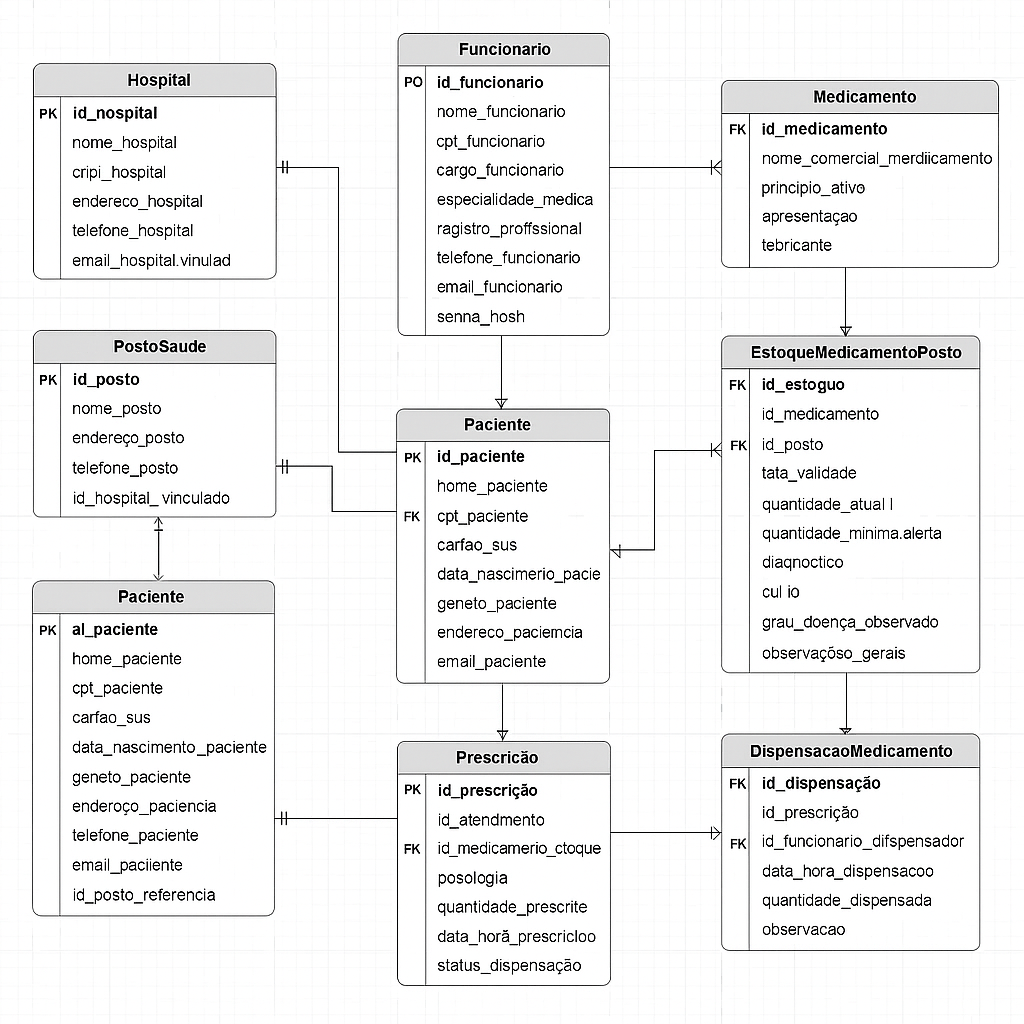 Hospital
PK id_nospital
nome_hospital
cripi_hospital
endereco_hospital
telefone_hospital
email_hospital.vinulad
Funcionario
PO id_funcionario
nome_funcionario
cpt_funcionario
cargo_funcionario
especialidade_medica
ragistro_proffssional
telefone_funcionario
email_funcionario
senna_hosh
Medicamento
FK id_medicamento
nome_comercial_merdiicamento
principio_ativo
apresentaçao
tebricante
PostoSaude
PK id_posto
nome_posto
endereço_posto
telefone_posto
id_hospital_vinculado
Paciente
PK id_paciente
home_paciente
FK cpt_paciente
carfao_sus
data_nascimerio_pacie
geneto_paciente
endereco_paciemcia
email_paciente
EstoqueMedicamentoPosto
FK id_estoguo
id_medicamento
FK id_posto
tata_validade
quantidade_atual l
quantidade_minima.alerta
diaqnoctico
cul io
grau_doença_observado
observaçõso_gerais
Paciente
PK al_paciente
home_paciente
cpt_paciente
carfao_sus
data_nascimento_paciente
geneto_paciente
enderoço_paciencia
telefone_paciente
email_paciiente
id_posto_referencia
Prescricão
PK id_prescrição
id_atendmento
FK id_medicamerio_ctoque
posologia
quantidade_prescrite
data_horã_prescricloo
status_dispensação
DispensacaoMedicamento
FK id_dispensação
id_prescrição
FK id_funcionario_difspensador
data_hora_dispensacoo
quantidade_dispensada
observacao